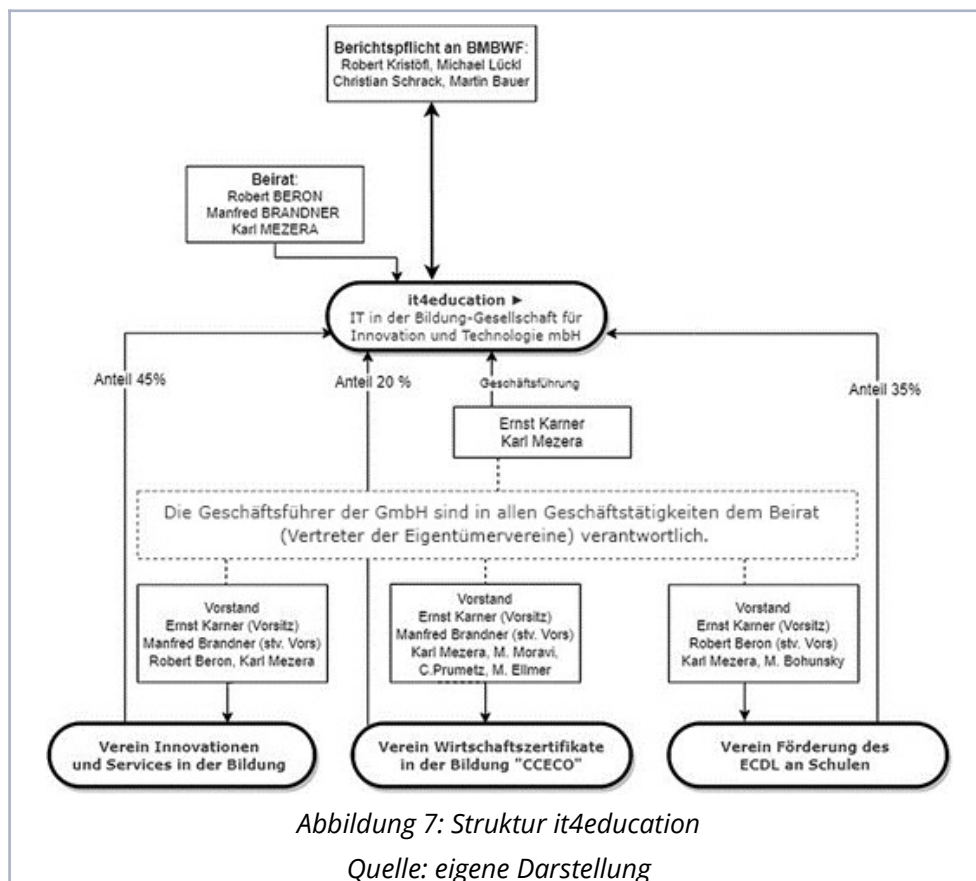 Berichtspflicht an BMBWF:
Robert Kristöfl, Michael Lückl
Christian Schrack, Martin Bauer
Beirat:
Robert BERON
Manfred BRANDNER
Karl MEZERA
it4education ►
IT in der Bildung-Gesellschaft für
Innovation und Technologie mbH
Anteil 45%
Anteil 20 %
Geschäftsführung
Anteil 35%
Ernst Karner
Karl Mezera
Die Geschäftsführer der GmbH sind in allen Geschäftstätigkeiten dem Beirat
(Vertreter der Eigentümervereine) verantwortlich.
Vorstand
Ernst Karner (Vorsitz)
Manfred Brandner (stv. Vors)
Robert Beron, Karl Mezera
Vorstand
Ernst Karner (Vorsitz)
Manfred Brandner (stv. Vors)
Karl Mezera, M. Moravi,
C.Prumetz, M. Ellmer
Vorstand
Ernst Karner (Vorsitz)
Robert Beron (stv. Vors)
Karl Mezera, M. Bohunsky
Verein Innovationen
und Services in der Bildung
Verein Wirtschaftszertifikate
in der Bildung "CCECO"
Verein Förderung des
ECDL an Schulen
Abbildung 7: Struktur it4education
Quelle: eigene Darstellung